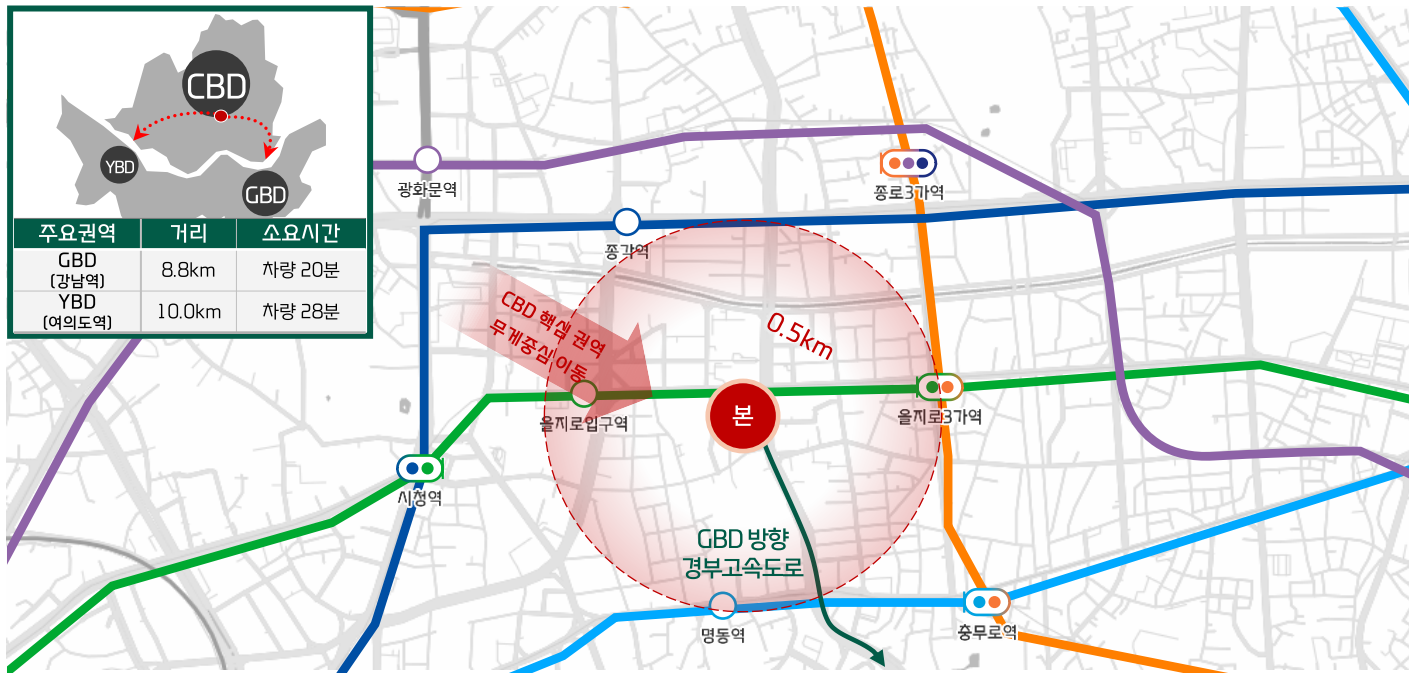 CBD
YBD
GBD
주요권역 거리 소요시간
GBD 8.8km 차량 20분
(강남역)
YBD 10.0km 차량 28분
(여의도역)
광화문역
종로3가역
종각역
CBD 핵심 권역
무게중심 이동
0.5km
을지로입구역
본
을지로3가역
시청역
GBD 방향
경부고속도로
명동역
충무로역